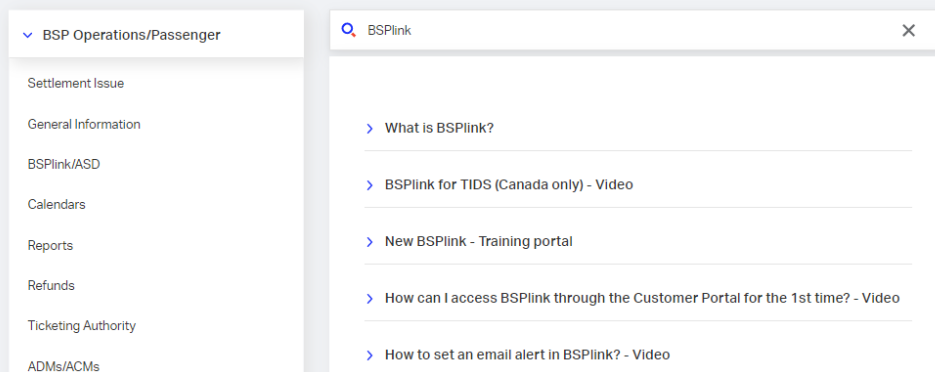 BSP Operations/Passenger
Settlement Issue
General Information
BSPlink/ASD
Calendars
Reports
Refunds
Ticketing Authority
ADMs/ACMs
BSPlink
What is BSPlink?
BSPlink for TIDS (Canada only) - Video
New BSPlink - Training portal
How can I access BSPlink through the Customer Portal for the 1st time? - Video
How to set an email alert in BSPlink? - Video